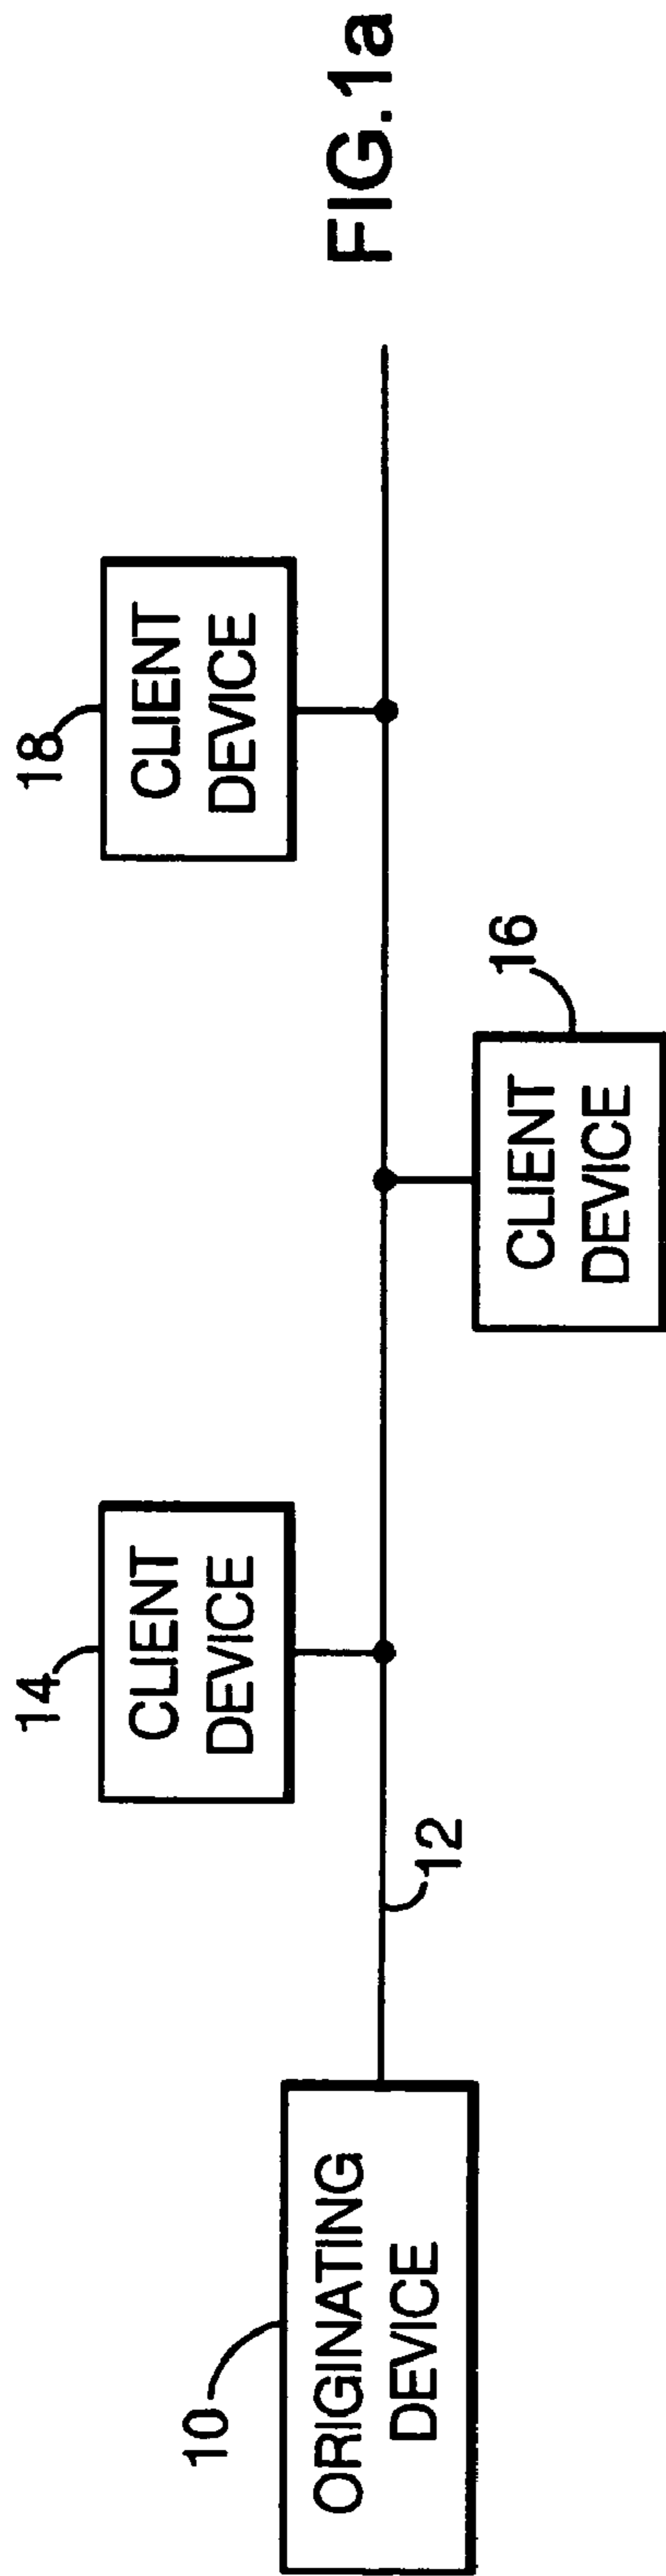 14
CLIENT
DEVICE
18
CLIENT
DEVICE
10
ORIGINATING
DEVICE
12
16
CLIENT
DEVICE
FIG.1a